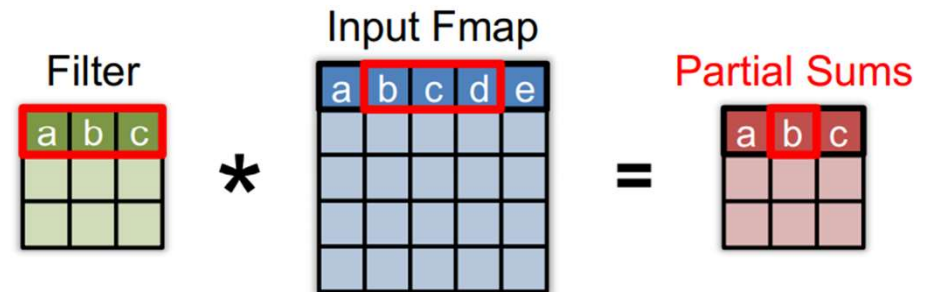 Filter
a b c
*
Input Fmap
a b c d e
=
Partial Sums
a b c